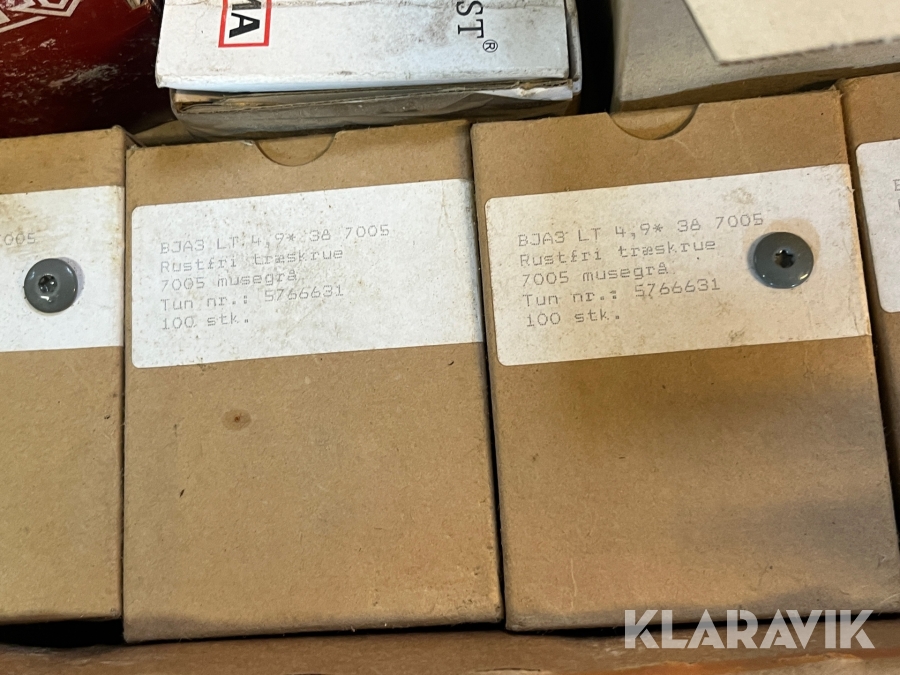 MA
ST®
7005
BJA3 LT 4,9* 38 7005
Rustfri træskrue
7005 musegrå
Tun nr.: 5766631
100 stk.
BJA3 LT 4,9* 38 7005
Rustfri træskrue
7005 musegrå
Tun nr.: 5766631
100 stk.
KLARAVIK